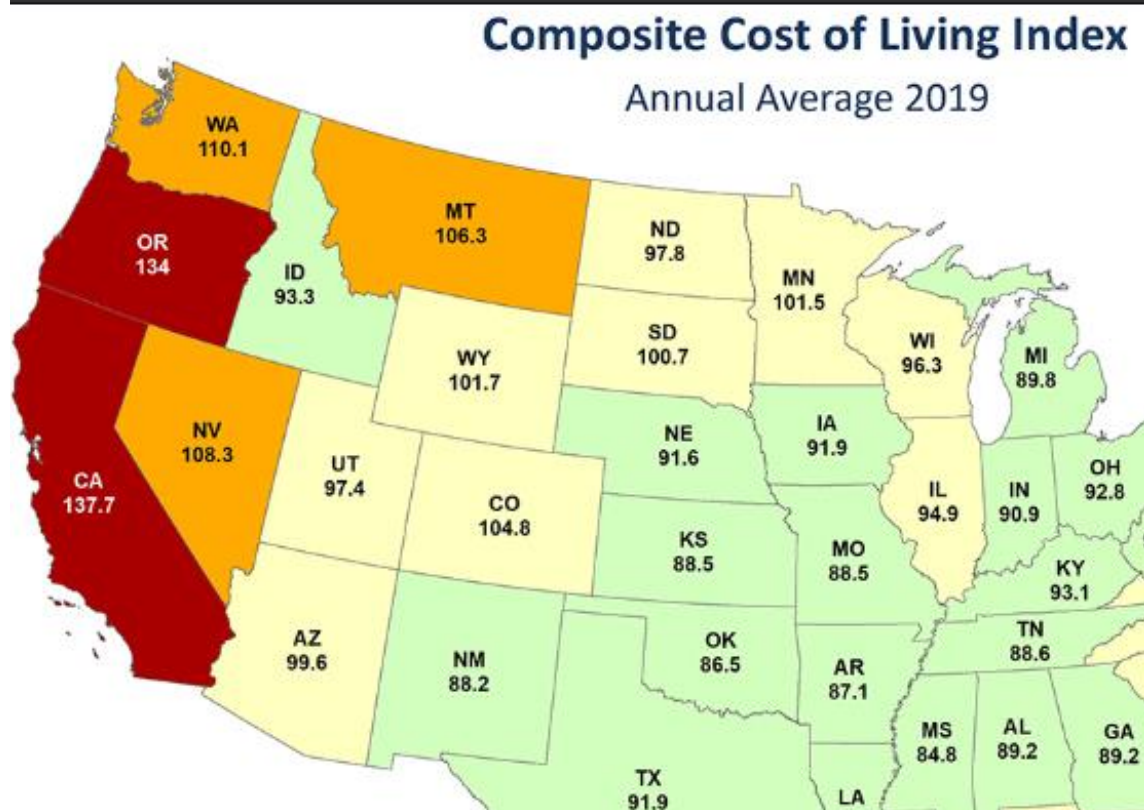 Composite Cost of Living Index
Annual Average 2019
WA
110.1
OR
134
ID
93.3
MT
106.3
ND
97.8
MN
101.5
SD
100.7
WI
96.3
MI
89.8
WY
101.7
NV
108.3
CA
137.7
UT
97.4
CO
104.8
NE
91.6
IA
91.9
IL
94.9
IN
90.9
OH
92.8
KS
88.5
MO
88.5
KY
93.1
AZ
99.6
NM
88.2
OK
86.5
AR
87.1
TN
88.6
MS
84.8
AL
89.2
GA
89.2
TX
91.9
LA